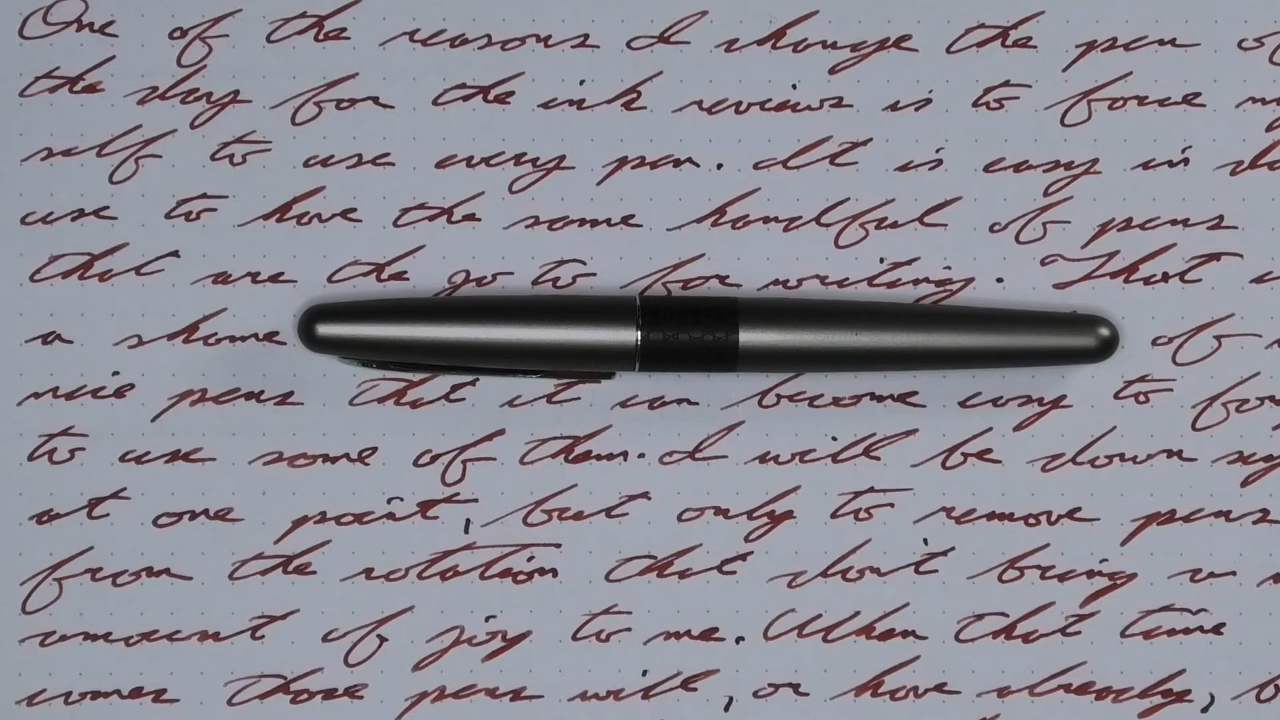 One of the reasons I change the pen of
the day for the ink reviews is to force my
self to use every pen. It is easy in
use to have the same handful of pens
that are the go to for writing. That
a shame of
nice pens that it can become easy to
to use some of them. I will be down
at one point, but only to remove pens
from the rotation that don't bring
amount of joy to me. When that time
comes those pens will, or have already,